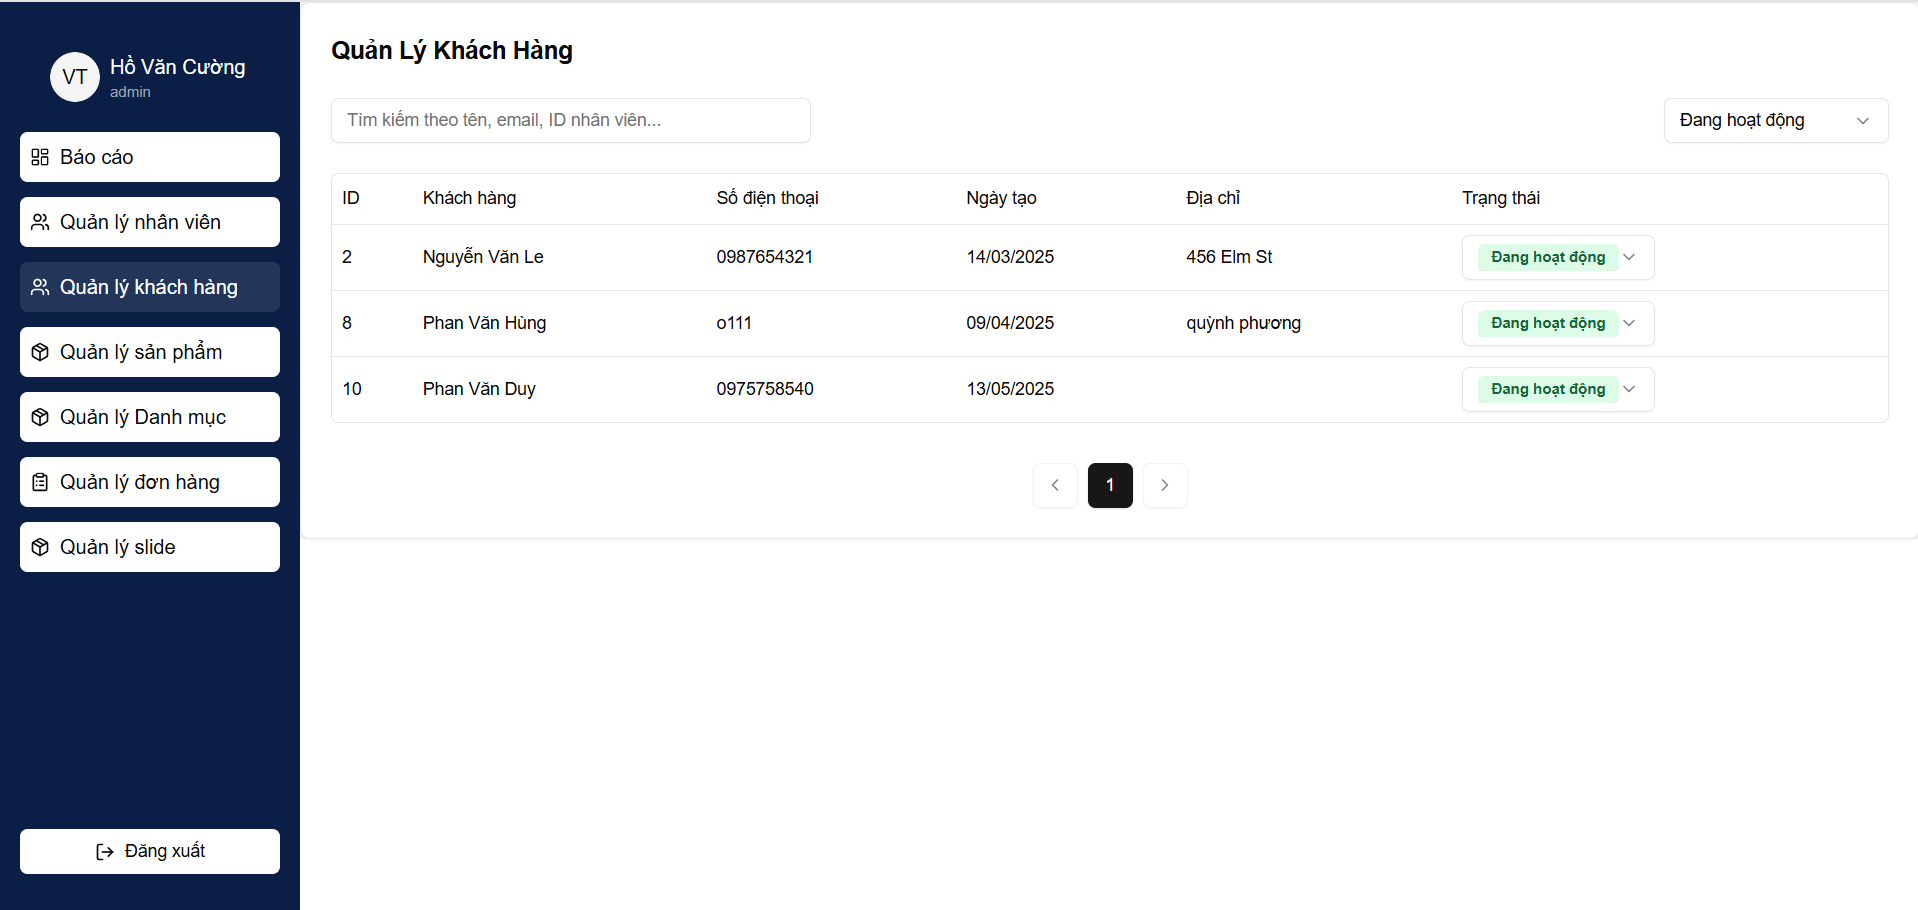 VT
Hồ Văn Cường
admin
Báo cáo
Quản lý nhân viên
Quản lý khách hàng
Quản lý sản phẩm
Quản lý Danh mục
Quản lý đơn hàng
Quản lý slide
Đăng xuất
Quản Lý Khách Hàng
Tìm kiếm theo tên, email, ID nhân viên...
Đang hoạt động
ID Khách hàng Số điện thoại Ngày tạo Địa chỉ Trạng thái
2 Nguyễn Văn Le 0987654321 14/03/2025 456 Elm St Đang hoạt động
8 Phan Văn Hùng o111 09/04/2025 quỳnh phương Đang hoạt động
10 Phan Văn Duy 0975758540 13/05/2025 Đang hoạt động
1